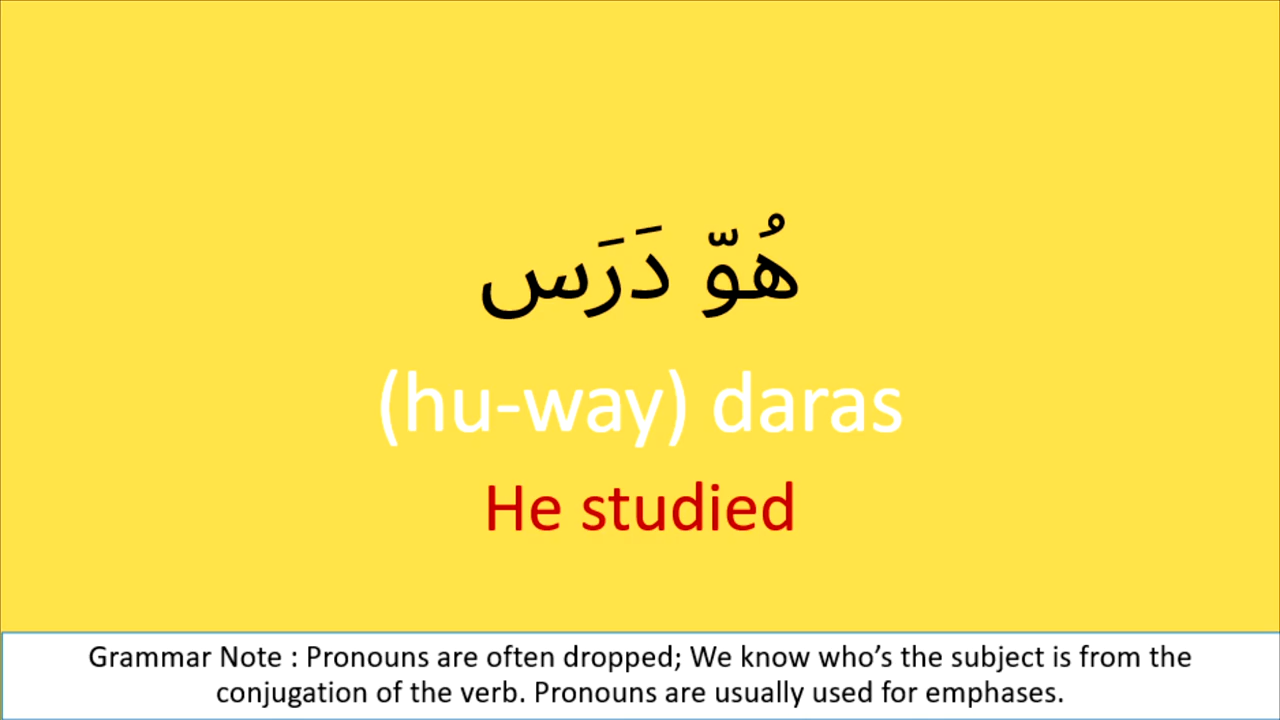 هُوّ دَرَس
(hu-way) daras
He studied
Grammar Note : Pronouns are often dropped; We know who’s the subject is from the
conjugation of the verb. Pronouns are usually used for emphases.